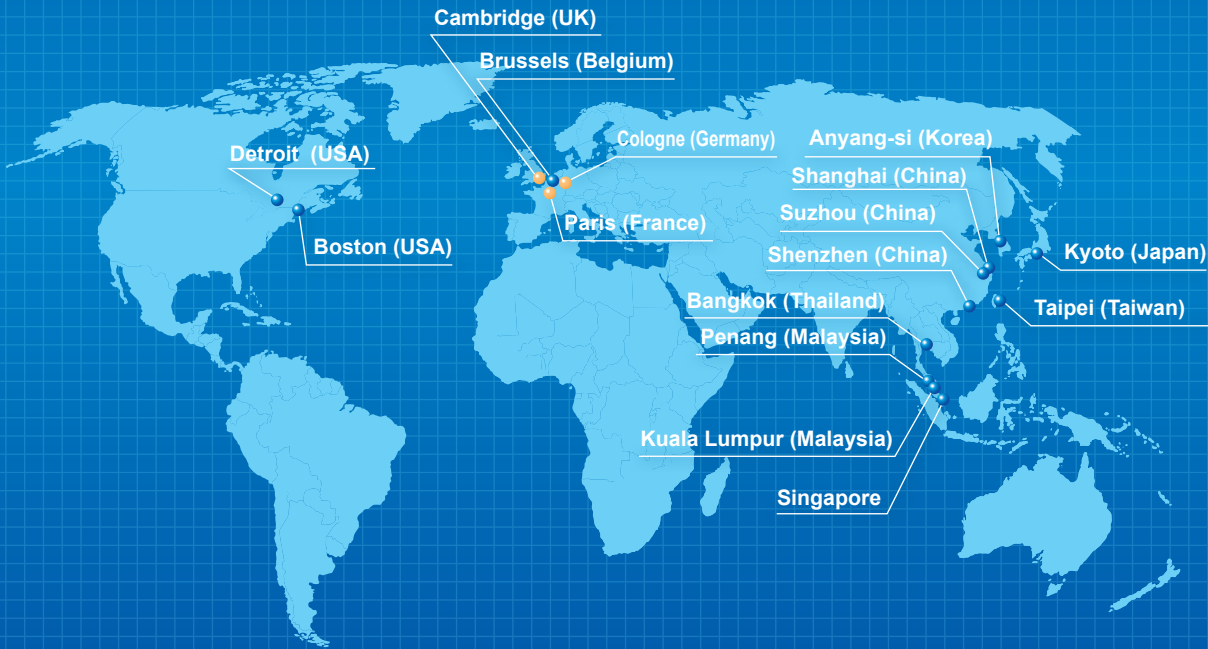 Cambridge (UK)
Brussels (Belgium)
Cologne (Germany)
Anyang-si (Korea)
Detroit  (USA)
Shanghai (China)
Suzhou (China)
Paris (France)
Boston (USA)
Shenzhen (China)
Kyoto (Japan)
Bangkok (Thailand)
Taipei (Taiwan)
Penang (Malaysia)
Kuala Lumpur (Malaysia)
Singapore